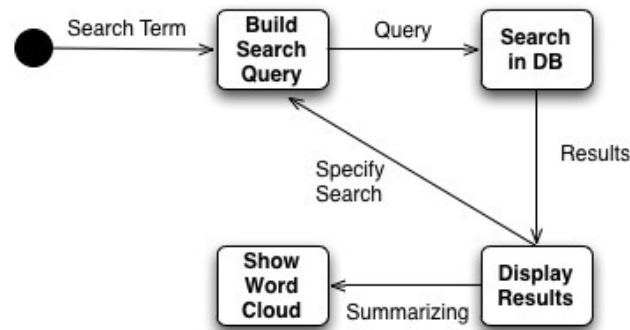 Search Term
Build
Search
Query
Query
Search
in DB
Results
Specify
Search
Show
Word
Cloud
Summarizing
Display
Results